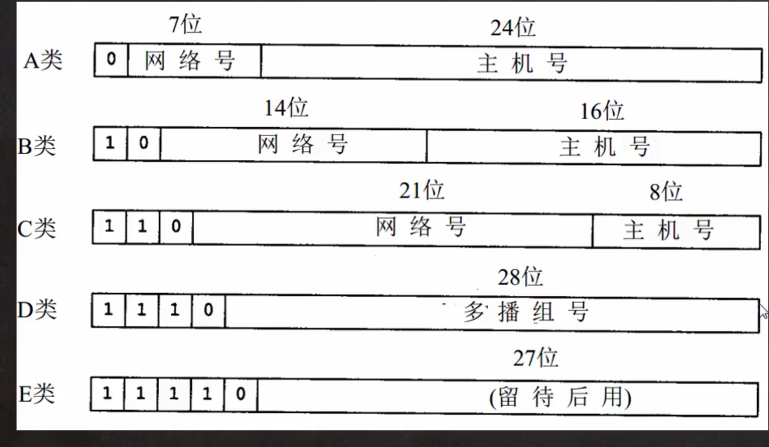 7位 24位
A类 0 网络号 主机号
14位 16位
B类 1 0 网络号 主机号
21位 8位
C类 1 1 0 网络号 主机号
28位
D类 1 1 1 0 多播组号
27位
E类 1 1 1 1 0 (留待后用)